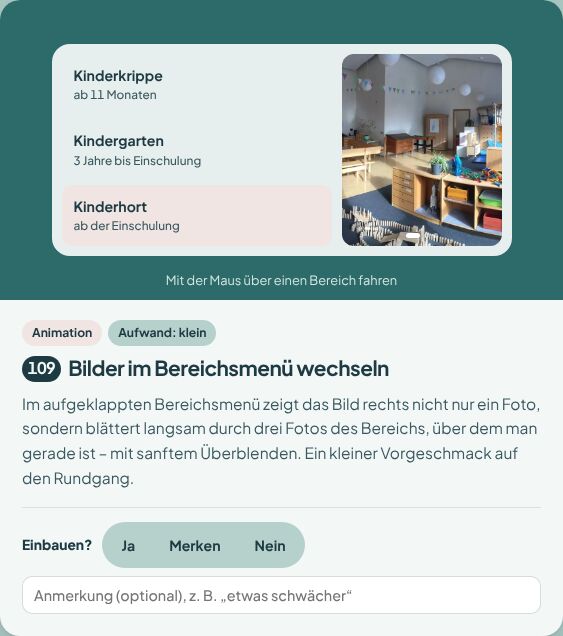 Kinderkrippe
ab 11 Monaten
Kindergarten
3 Jahre bis Einschulung
Kinderhort
ab der Einschulung
Mit der Maus über einen Bereich fahren
Animation
Aufwand: klein
109 Bilder im Bereichsmenü wechseln
Im aufgeklappten Bereichsmenü zeigt das Bild rechts nicht nur ein Foto,
sondern blättert langsam durch drei Fotos des Bereichs, über dem man
gerade ist – mit sanftem Überblenden. Ein kleiner Vorgeschmack auf
den Rundgang.
Einbauen? Ja Merken Nein
Anmerkung (optional), z. B. „etwas schwächer“